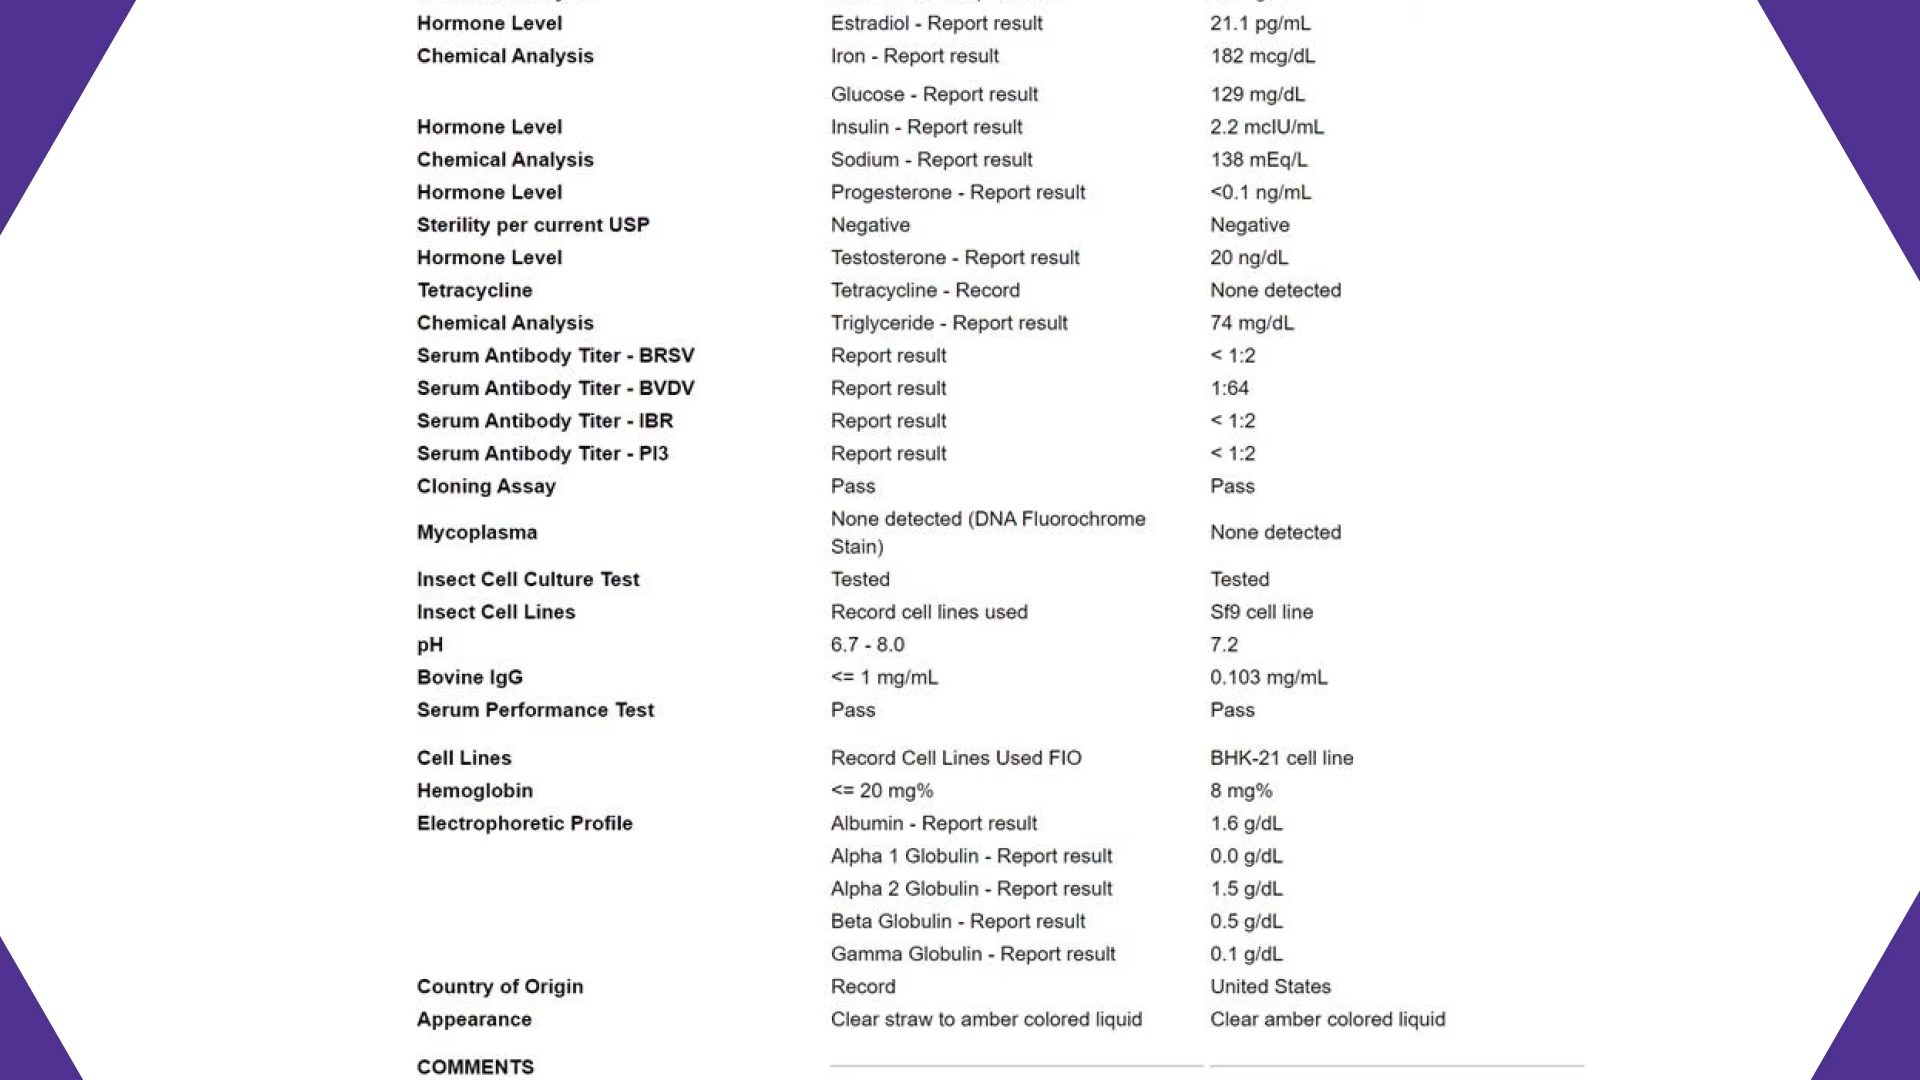 Hormone Level Estradiol - Report result 21.1 pg/mL
Chemical Analysis Iron - Report result 182 mcg/dL
Glucose - Report result 129 mg/dL
Hormone Level Insulin - Report result 2.2 mcIU/mL
Chemical Analysis Sodium - Report result 138 mEq/L
Hormone Level Progesterone - Report result <0.1 ng/mL
Sterility per current USP Negative Negative
Hormone Level Testosterone - Report result 20 ng/dL
Tetracycline Tetracycline - Record None detected
Chemical Analysis Triglyceride - Report result 74 mg/dL
Serum Antibody Titer - BRSV Report result < 1:2
Serum Antibody Titer - BVDV Report result 1:64
Serum Antibody Titer - IBR Report result < 1:2
Serum Antibody Titer - PI3 Report result < 1:2
Cloning Assay Pass Pass
Mycoplasma None detected (DNA Fluorochrome
Stain) None detected
Insect Cell Culture Test Tested Tested
Insect Cell Lines Record cell lines used Sf9 cell line
pH 6.7 - 8.0 7.2
Bovine IgG <= 1 mg/mL 0.103 mg/mL
Serum Performance Test Pass Pass
Cell Lines Record Cell Lines Used FIO BHK-21 cell line
Hemoglobin <= 20 mg% 8 mg%
Electrophoretic Profile Albumin - Report result 1.6 g/dL
Alpha 1 Globulin - Report result 0.0 g/dL
Alpha 2 Globulin - Report result 1.5 g/dL
Beta Globulin - Report result 0.5 g/dL
Gamma Globulin - Report result 0.1 g/dL
Country of Origin Record United States
Appearance Clear straw to amber colored liquid Clear amber colored liquid
COMMENTS